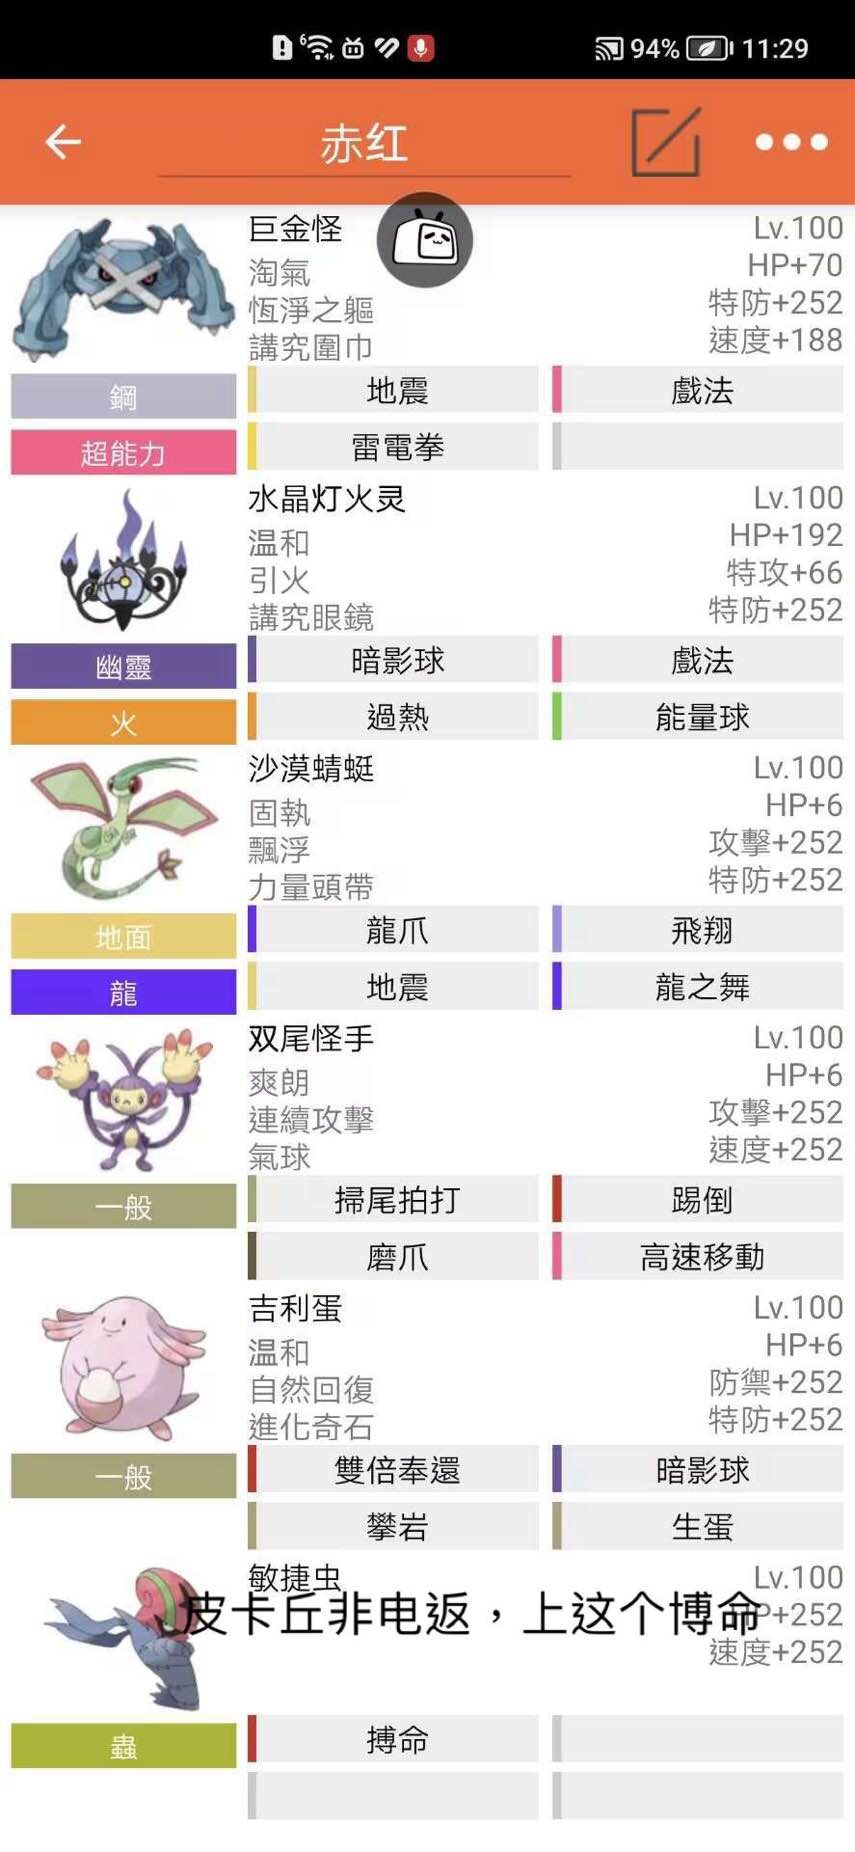 6 94% 11:29
赤红
巨金怪 Lv.100
淘氣 HP+70
恆淨之軀 特防+252
講究圍巾 速度+188
鋼 地震 戲法
超能力 雷電拳
水晶灯火灵 Lv.100
温和 HP+192
引火 特攻+66
講究眼鏡 特防+252
幽靈 暗影球 戲法
火 過熱 能量球
沙漠蜻蜓 Lv.100
固執 HP+6
飄浮 攻擊+252
力量頭帶 特防+252
地面 龍爪 飛翔
龍 地震 龍之舞
双尾怪手 Lv.100
爽朗 HP+6
連續攻擊 攻擊+252
氣球 速度+252
一般 掃尾拍打 踢倒
磨爪 高速移動
吉利蛋 Lv.100
温和 HP+6
自然回復 防禦+252
進化奇石 特防+252
一般 雙倍奉還 暗影球
攀岩 生蛋
敏捷虫 Lv.100
皮卡丘非电返，上这个博命
HP+252
速度+252
蟲 搏命